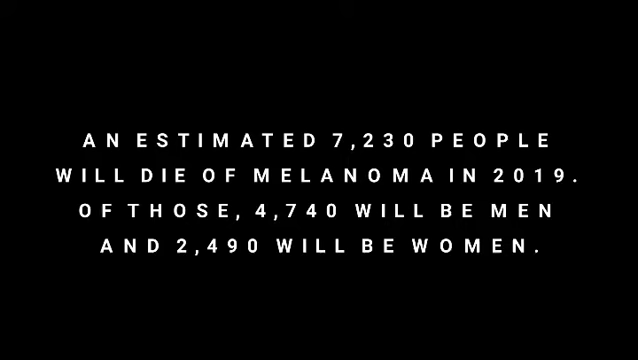 AN ESTIMATED 7,230 PEOPLE
WILL DIE OF MELANOMA IN 2019.
OF THOSE, 4,740 WILL BE MEN
AND 2,490 WILL BE WOMEN.